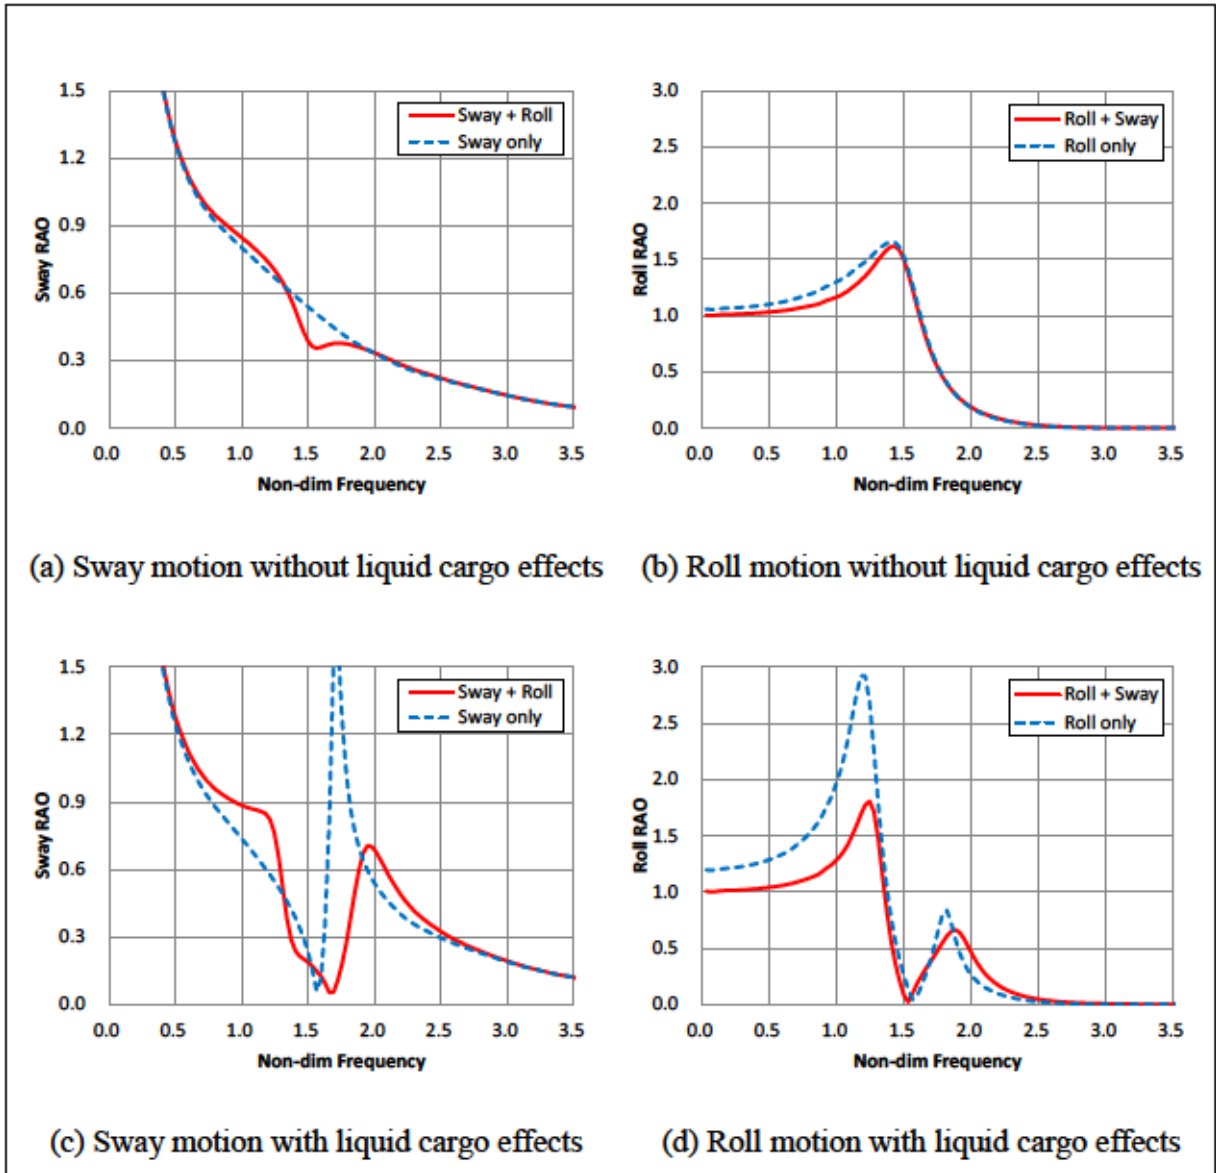 1.5
1.2
0.9
0.6
0.3
0.0
Sway RAO
Sway + Roll
Sway only
0.0 0.5 1.0 1.5 2.0 2.5 3.0 3.5
Non-dim Frequency
(a) Sway motion without liquid cargo effects
3.0
2.5
2.0
1.5
1.0
0.5
0.0
Roll RAO
Roll + Sway
Roll only
0.0 0.5 1.0 1.5 2.0 2.5 3.0 3.5
Non-dim Frequency
(b) Roll motion without liquid cargo effects
1.5
1.2
0.9
0.6
0.3
0.0
Sway RAO
Sway + Roll
Sway only
0.0 0.5 1.0 1.5 2.0 2.5 3.0 3.5
Non-dim Frequency
(c) Sway motion with liquid cargo effects
3.0
2.5
2.0
1.5
1.0
0.5
0.0
Roll RAO
Roll + Sway
Roll only
0.0 0.5 1.0 1.5 2.0 2.5 3.0 3.5
Non-dim Frequency
(d) Roll motion with liquid cargo effects